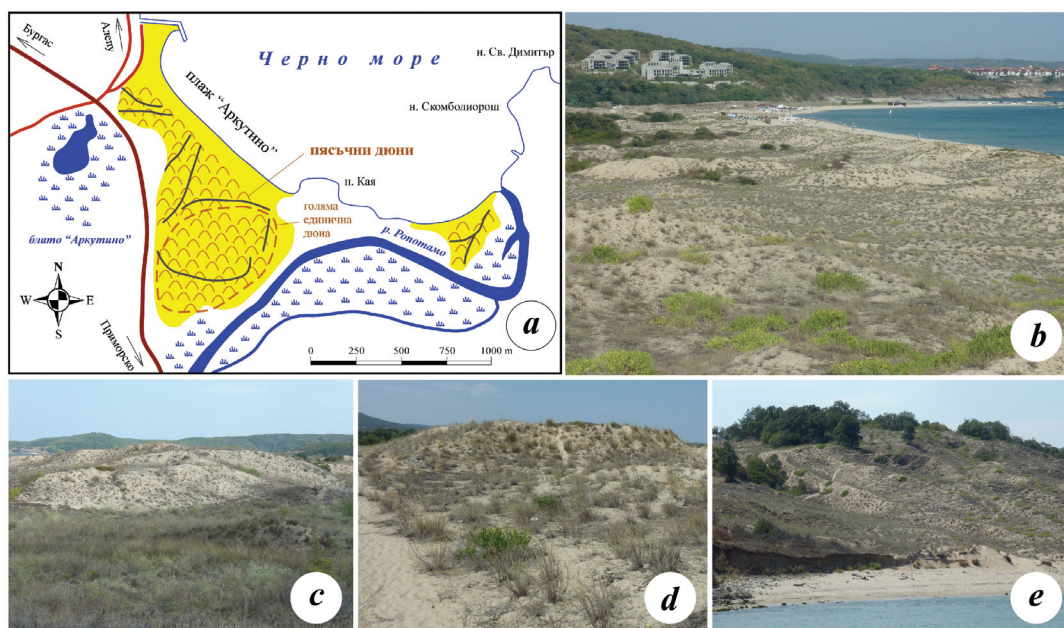 Бургас
Алепу
Черно море
н. Св. Димитър
н. Скомболиорош
плаж "Аркутино"
пясъчни дюни
н. Кая
голяма
единична
дюна
р. Ропотамо
блато "Аркутино"
N
W E
S
Приморско
0 250 500 750 1000 m
a
b
c
d
e